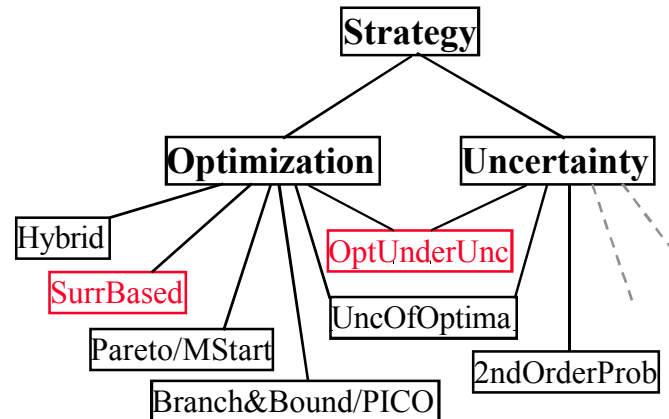 Strategy
Optimization
Uncertainty
Hybrid
OptUnderUnc
SurrBased
UncOfOptima
Pareto/MStart
2ndOrderProb
Branch&Bound/PICO